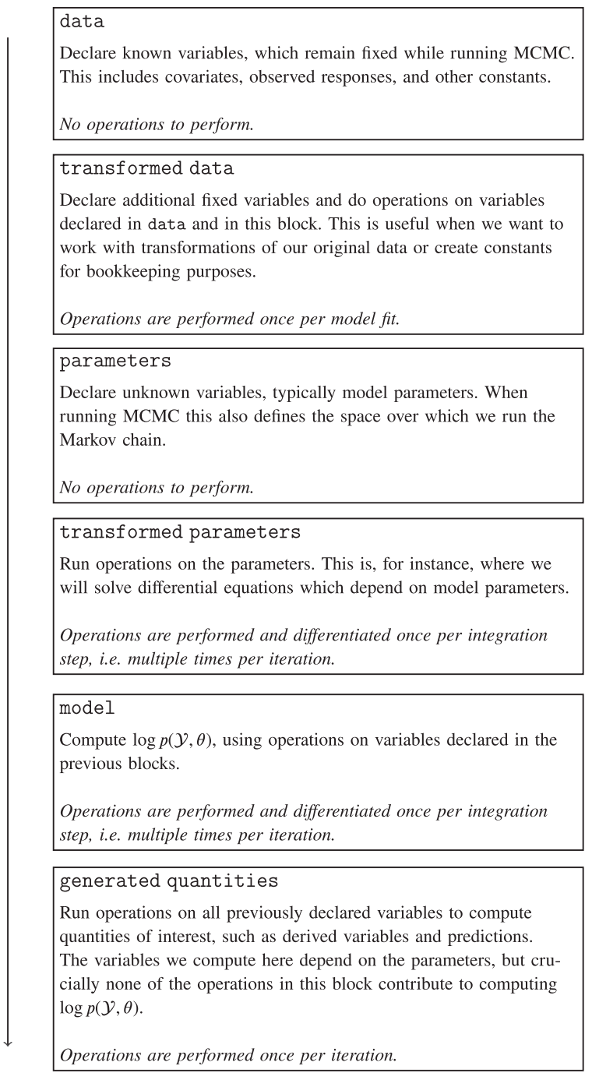 data
Declare known variables, which remain fixed while running MCMC.
This includes covariates, observed responses, and other constants.
No operations to perform.
transformed data
Declare additional fixed variables and do operations on variables
declared in data and in this block. This is useful when we want to
work with transformations of our original data or create constants
for bookkeeping purposes.
Operations are performed once per model fit.
parameters
Declare unknown variables, typically model parameters. When
running MCMC this also defines the space over which we run the
Markov chain.
No operations to perform.
transformed parameters
Run operations on the parameters. This is, for instance, where we
will solve differential equations which depend on model parameters.
Operations are performed and differentiated once per integration
step, i.e. multiple times per iteration.
model
Compute log p(𝒴, θ), using operations on variables declared in the
previous blocks.
Operations are performed and differentiated once per integration
step, i.e. multiple times per iteration.
generated quantities
Run operations on all previously declared variables to compute
quantities of interest, such as derived variables and predictions.
The variables we compute here depend on the parameters, but cru-
cially none of the operations in this block contribute to computing
log p(𝒴, θ).
Operations are performed once per iteration.